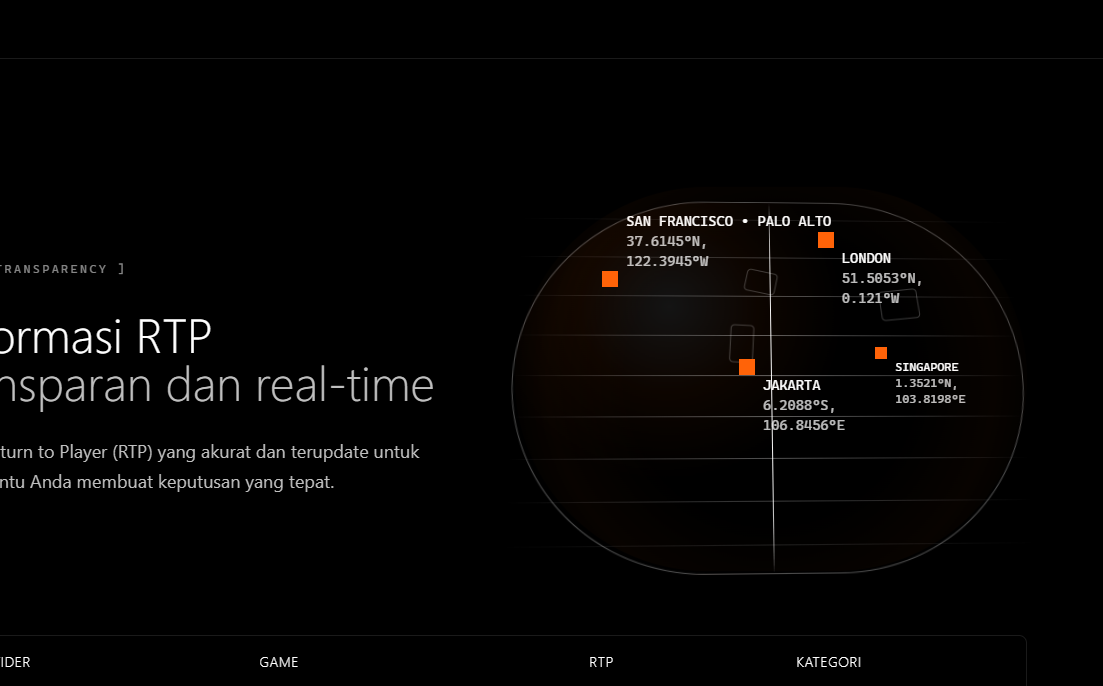 TRANSPARENCY ]
ormasi RTP
nsparan dan real-time
turn to Player (RTP) yang akurat dan terupdate untuk
ntu Anda membuat keputusan yang tepat.
SAN FRANCISCO • PALO ALTO
37.6145°N,
122.3945°W
LONDON
51.5053°N,
0.121°W
SINGAPORE
1.3521°N,
103.8198°E
JAKARTA
6.2088°S,
106.8456°E
IDER
GAME
RTP
KATEGORI